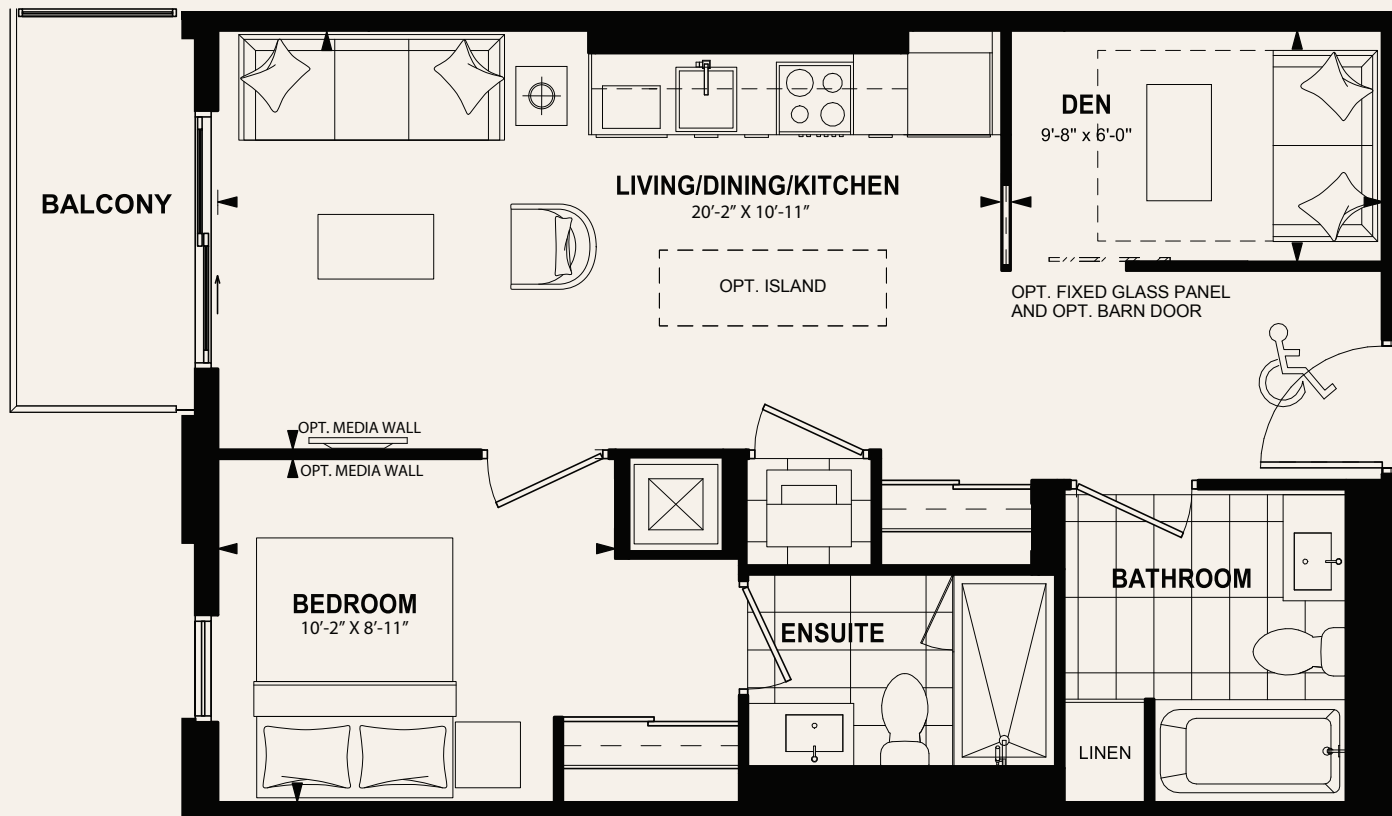 DEN
9'-8" x 6'-0"
LIVING/DINING/KITCHEN
20'-2” X 10'-11”
BALCONY
OPT. ISLAND
OPT. FIXED GLASS PANEL
AND OPT. BARN DOOR
OPT. MEDIA WALL
OPT. MEDIA WALL
BEDROOM
10'-2” X 8'-11”
ENSUITE
BATHROOM
LINEN